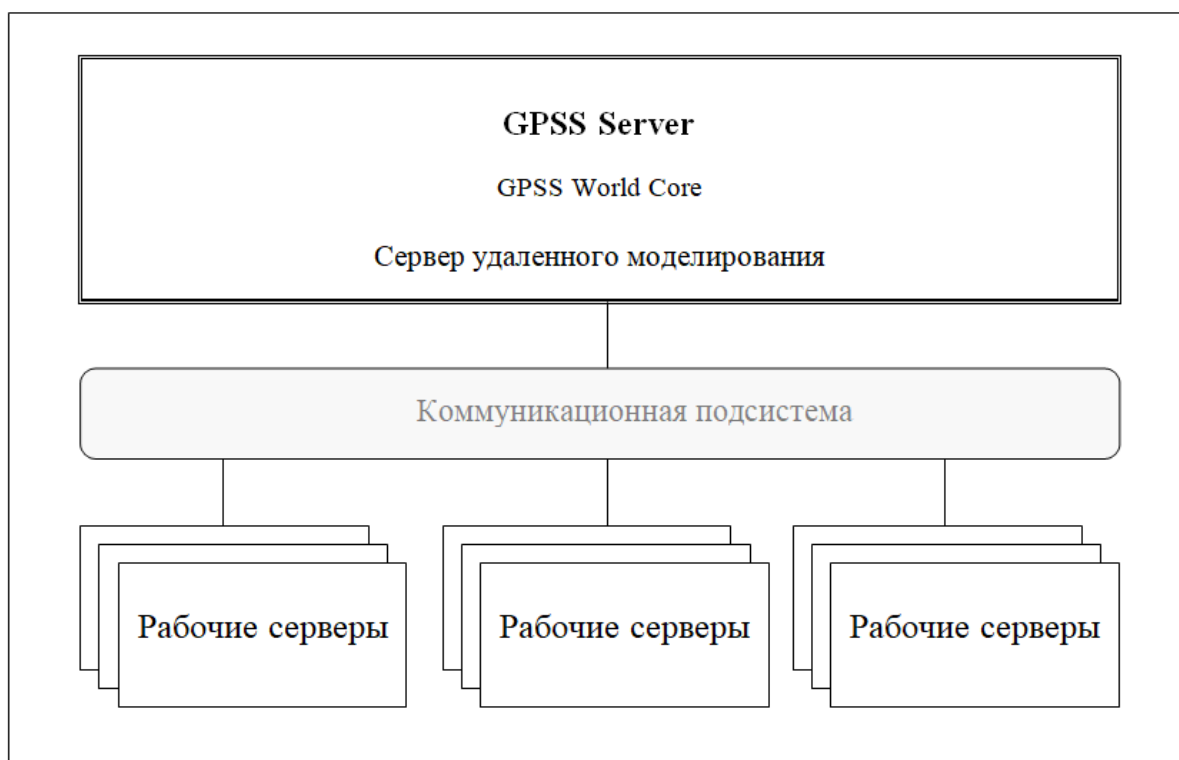 GPSS Server
GPSS World Core
Сервер удаленного моделирования
Коммуникационная подсистема
Рабочие серверы
Рабочие серверы
Рабочие серверы